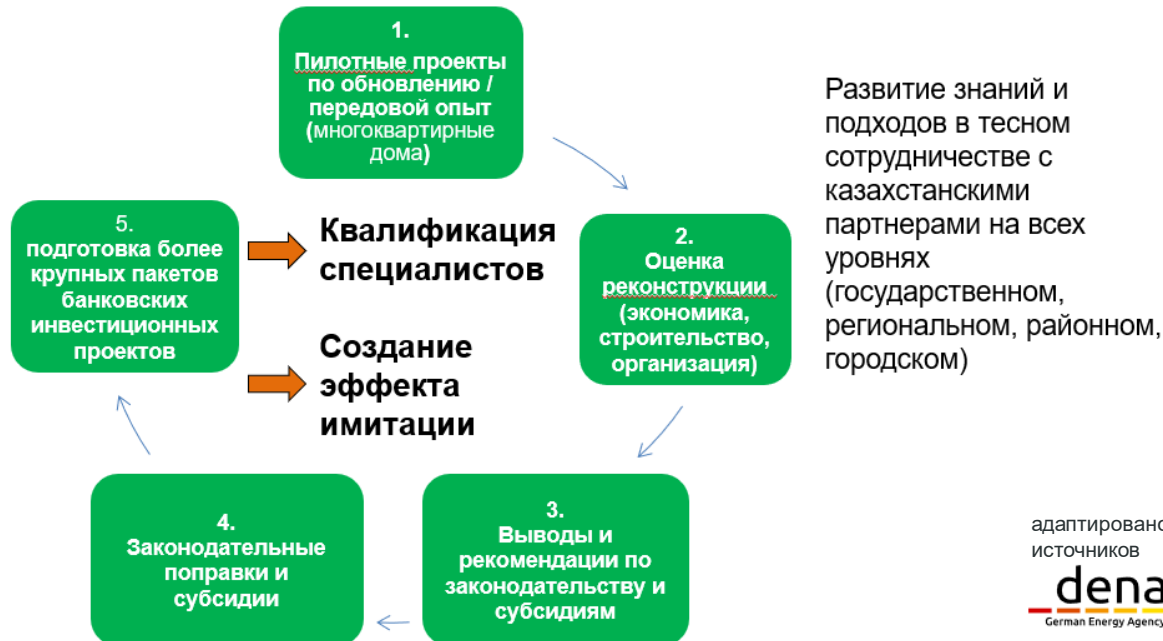 1.
Пилотные проекты
по обновлению /
передовой опыт
(многоквартирные
дома)
2.
Оценка
реконструкции
(экономика,
строительство,
организация)
3.
Выводы и
рекомендации по
законодательству и
субсидиям
4.
Законодательные
поправки и
субсидии
5.
подготовка более
крупных пакетов
банковских
инвестиционных
проектов
Квалификация
специалистов
Создание
эффекта
имитации
Развитие знаний и
подходов в тесном
сотрудничестве с
казахстанскими
партнерами на всех
уровнях
(государственном,
региональном, районном,
городском)
адаптировано
источников
dena
German Energy Agency